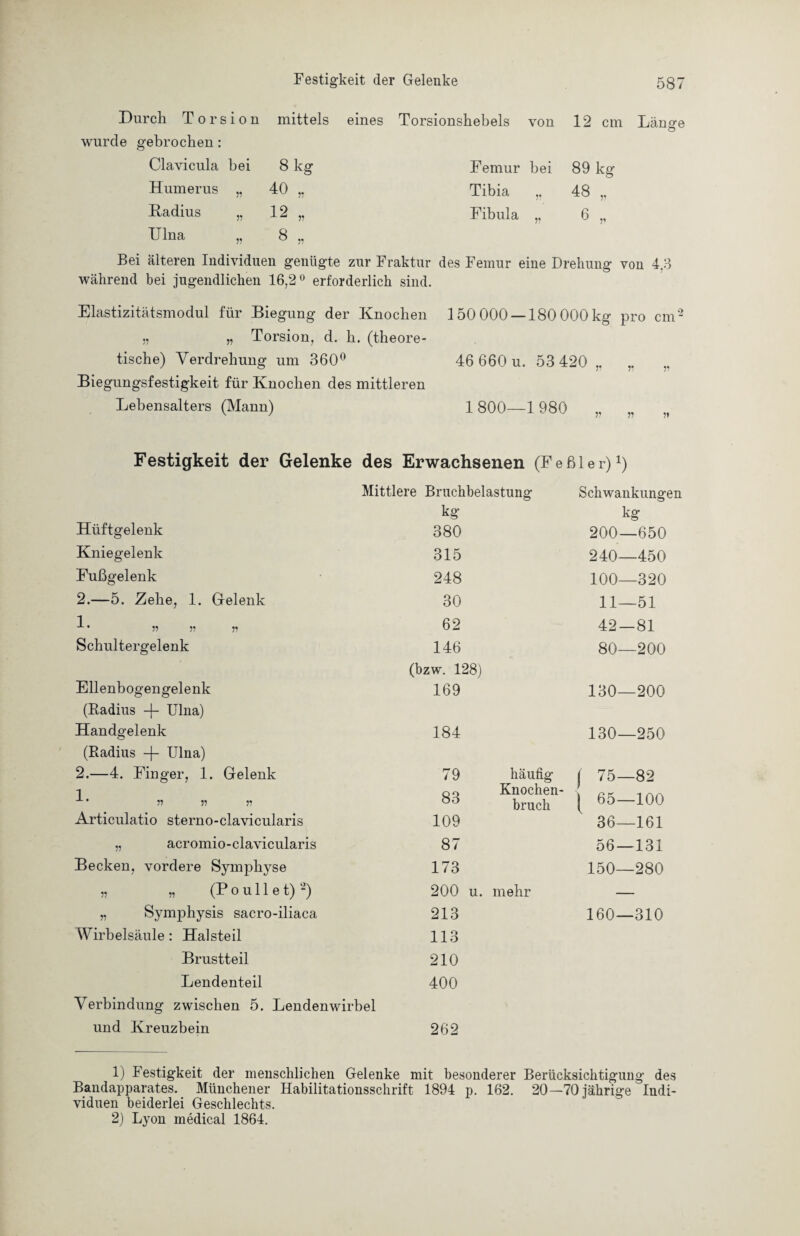 Festigkeit der Gelenke 587
Durch Torsion mittels eines Torsionshebels von 12 cm Länge
wurde gebrochen:
Clavicula bei 8 kg Femur bei 89 kg
Humerus „ 40 „ Tibia „ 48 „
Radius „ 12 „ Fibula „ 6 „
Ulna „ 8 „
Bei älteren Individuen genügte zur Fraktur des Femur eine Drehung von 4,3
während bei jugendlichen 16,2⁰ erforderlich sind.
Elastizitätsmodul für Biegung der Knochen 150 000—180 000 kg pro cm²
„ „ Torsion, d. h. (theore-
tische) Verdrehung um 360⁰ 46 660 u. 53 420 „ „ „
Biegungsfestigkeit für Knochen des mittleren
Lebensalters (Mann) 1 800—1 980 „ „ „
Festigkeit der Gelenke des Erwachsenen (Feßler) ¹)
Mittlere Bruchbelastung Schwankungen
kg kg
Hüftgelenk 380 200—650
Kniegelenk 315 240—450
Fußgelenk 248 100—320
2.—5. Zehe, 1. Gelenk 30 11—51
1. „ „ „ 62 42—81
Schultergelenk 146 80—200
(bzw. 128)
Ellenbogengelenk 169 130—200
(Radius + Ulna)
Handgelenk 184 130—250
(Radius + Ulna)
2.—4. Finger, 1. Gelenk 79 häufig { 75—82
1. „ „ „ 83 Knochen-bruch { 65—100
Articulatio sterno-clavicularis 109 36—161
„ acromio-clavicularis 87 56—131
Becken, vordere Symphyse 173 150—280
„ „ (Poullet) ²) 200 u. mehr —
„ Symphysis sacro-iliaca 213 160—310
Wirbelsäule: Halsteil 113
Brustteil 210
Lendenteil 400
Verbindung zwischen 5. Lendenwirbel
und Kreuzbein 262
1) Festigkeit der menschlichen Gelenke mit besonderer Berücksichtigung des
Bandapparates. Münchener Habilitationsschrift 1894 p. 162. 20—70 jährige Indi-
viduen beiderlei Geschlechts.
2) Lyon médical 1864.